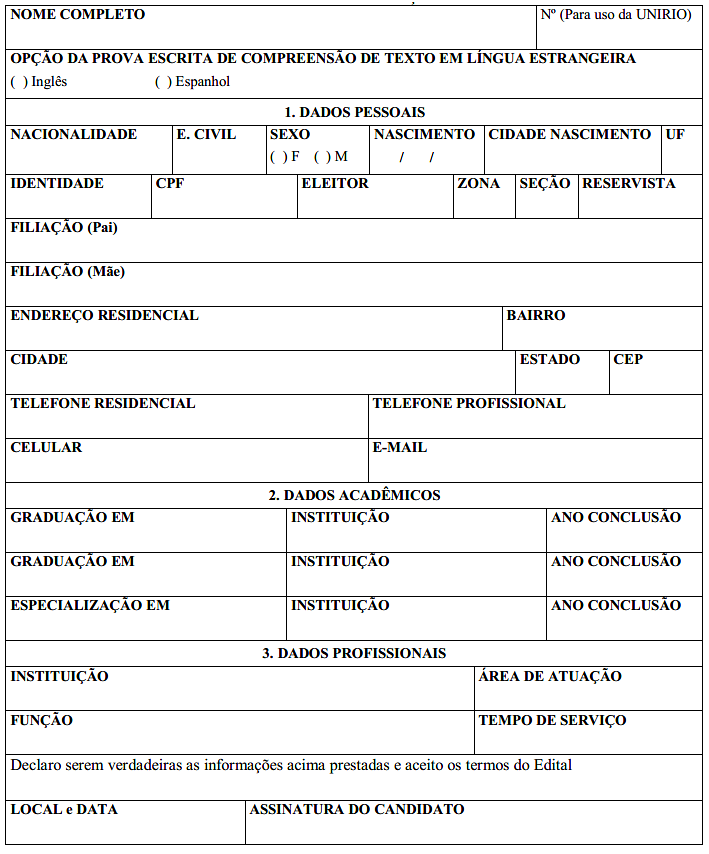 NOME COMPLETO Nº (Para uso da UNIRIO)
OPÇÃO DA PROVA ESCRITA DE COMPREENSÃO DE TEXTO EM LÍNGUA ESTRANGEIRA
( ) Inglês ( ) Espanhol
1. DADOS PESSOAIS
NACIONALIDADE E. CIVIL SEXO NASCIMENTO CIDADE NASCIMENTO UF
( ) F ( ) M / /
IDENTIDADE CPF ELEITOR ZONA SEÇÃO RESERVISTA
FILIAÇÃO (Pai)
FILIAÇÃO (Mãe)
ENDEREÇO RESIDENCIAL BAIRRO
CIDADE ESTADO CEP
TELEFONE RESIDENCIAL TELEFONE PROFISSIONAL
CELULAR E-MAIL
2. DADOS ACADÊMICOS
GRADUAÇÃO EM INSTITUIÇÃO ANO CONCLUSÃO
GRADUAÇÃO EM INSTITUIÇÃO ANO CONCLUSÃO
ESPECIALIZAÇÃO EM INSTITUIÇÃO ANO CONCLUSÃO
3. DADOS PROFISSIONAIS
INSTITUIÇÃO ÁREA DE ATUAÇÃO
FUNÇÃO TEMPO DE SERVIÇO
Declaro serem verdadeiras as informações acima prestadas e aceito os termos do Edital
LOCAL e DATA ASSINATURA DO CANDIDATO